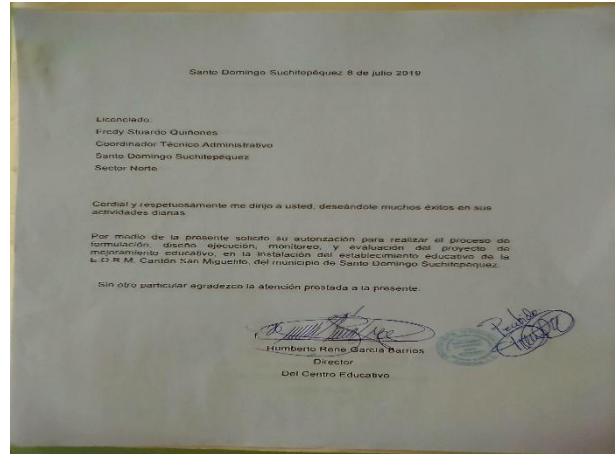 Santo Domingo Suchitepéquez 8 de julio 2019
Licenciado:
Fredy Stuardo Quiñones
Coordinador Técnico Administrativo
Santo Domingo Suchitepéquez
Sector Norte
Cordial y respetuosamente me dirijo a usted, deseándole muchos éxitos en sus
actividades diarias
Por medio de la presente solicito su autorización para realizar el proceso de
formulación, diseño ejecución, monitoreo, y evaluación del proyecto de
mejoramiento educativo, en la instalación del establecimiento educativo de la
E.O.R.M. Cantón San Miguelito, del municipio de Santo Domingo Suchitepéquez.
Sin otro particular agradezco la atención prestada a la presente.
Recibido
Humberto Rene García Barrios
Director
Del Centro Educativo